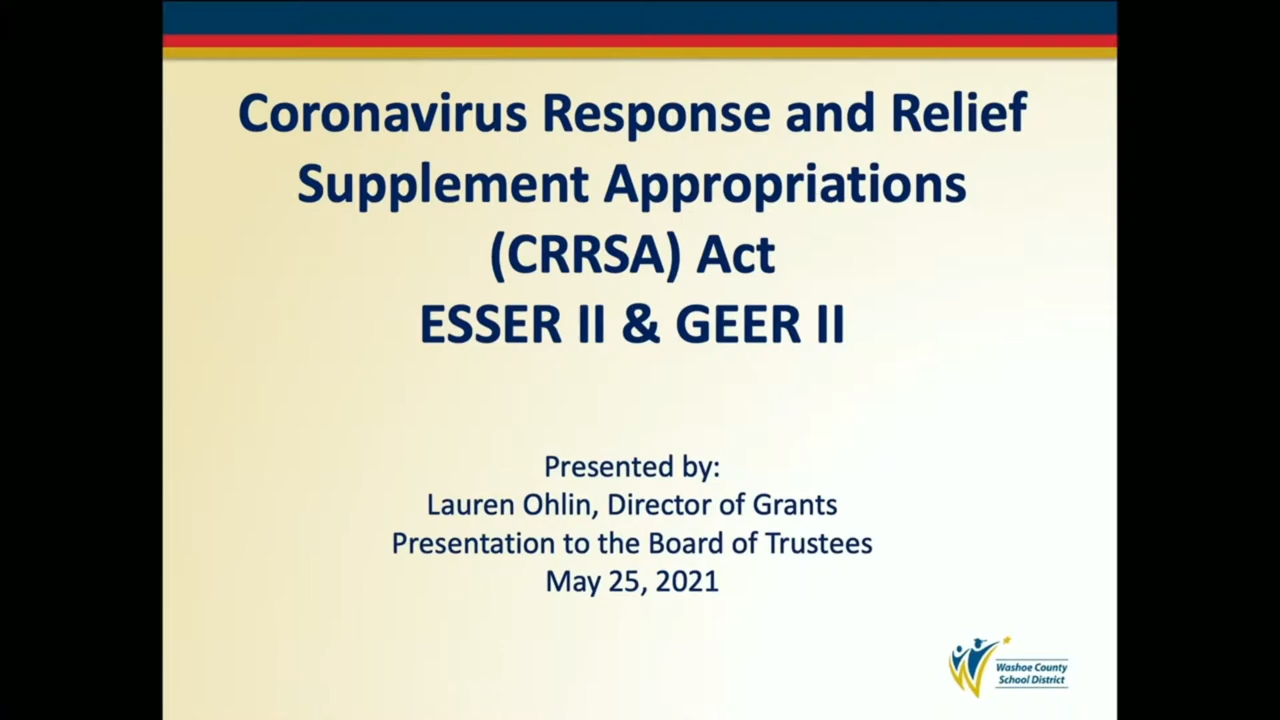 Coronavirus Response and Relief
Supplement Appropriations
(CRRSA) Act
ESSER II & GEER II
Presented by:
Lauren Ohlin, Director of Grants
Presentation to the Board of Trustees
May 25, 2021
Washoe County
School District